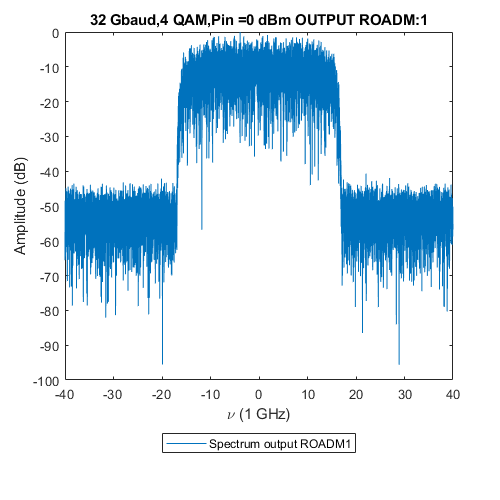 32 Gbaud,4 QAM,Pin =0 dBm OUTPUT ROADM:1
0
-10
-20
-30
-40
-50
-60
-70
-80
-90
-100
Amplitude (dB)
-40 -30 -20 -10 0 10 20 30 40
ν (1 GHz)
Spectrum output ROADM1